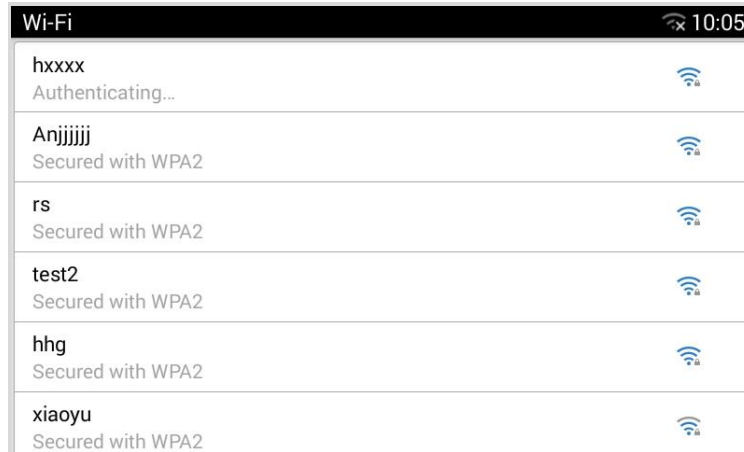 Wi-Fi 10:05
hxxxx
Authenticating...
Anjjjjjj
Secured with WPA2
rs
Secured with WPA2
test2
Secured with WPA2
hhg
Secured with WPA2
xiaoyu
Secured with WPA2